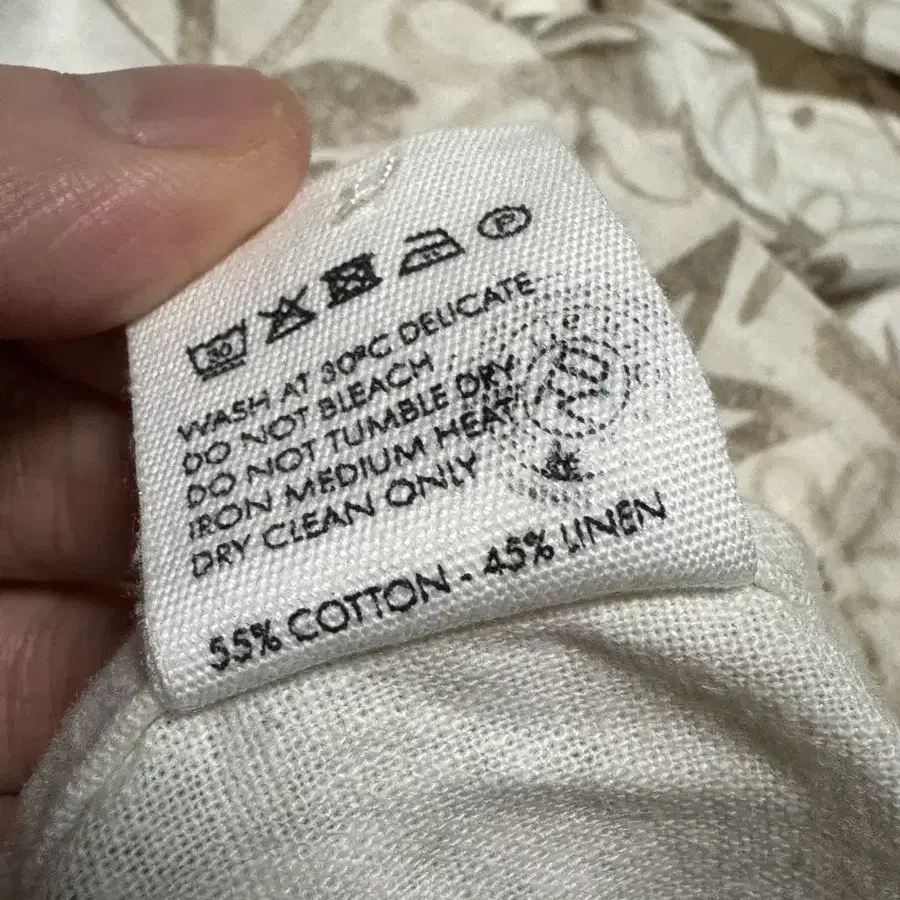 30
P
WASH AT 30ºC DELICATE
DO NOT BLEACH
DO NOT TUMBLE DRY
IRON MEDIUM HEAT
DRY CLEAN ONLY
55% COTTON - 45% LINEN